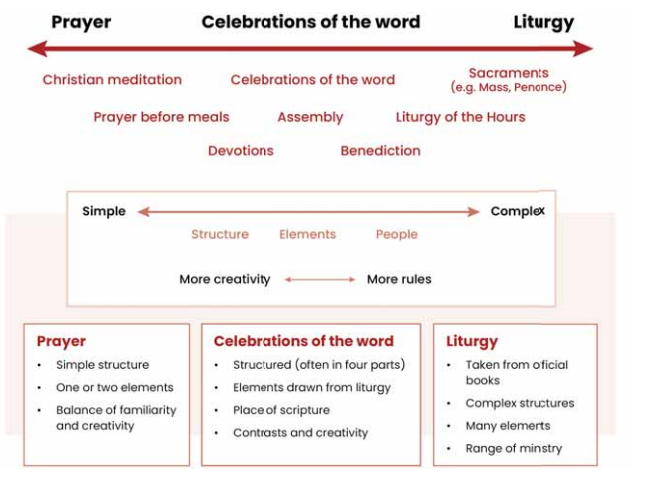 Prayer Celebrations of the word Liturgy
Christian meditation Celebrations of the word Sacraments
(e.g. Mass, Penonce)
Prayer before meals Assembly Liturgy of the Hours
Devotions Benediction
Simple Complex
Structure Elements People
More creativity More rules
Prayer
• Simple structure
• One or two elements
• Balance of familiarity
and creativity
Celebrations of the word
• Structured (often in four parts)
• Elements drawn from liturgy
• Place of scripture
• Contrasts and creativity
Liturgy
• Taken from oficial
books
• Complex structures
• Many elements
• Range of minstry